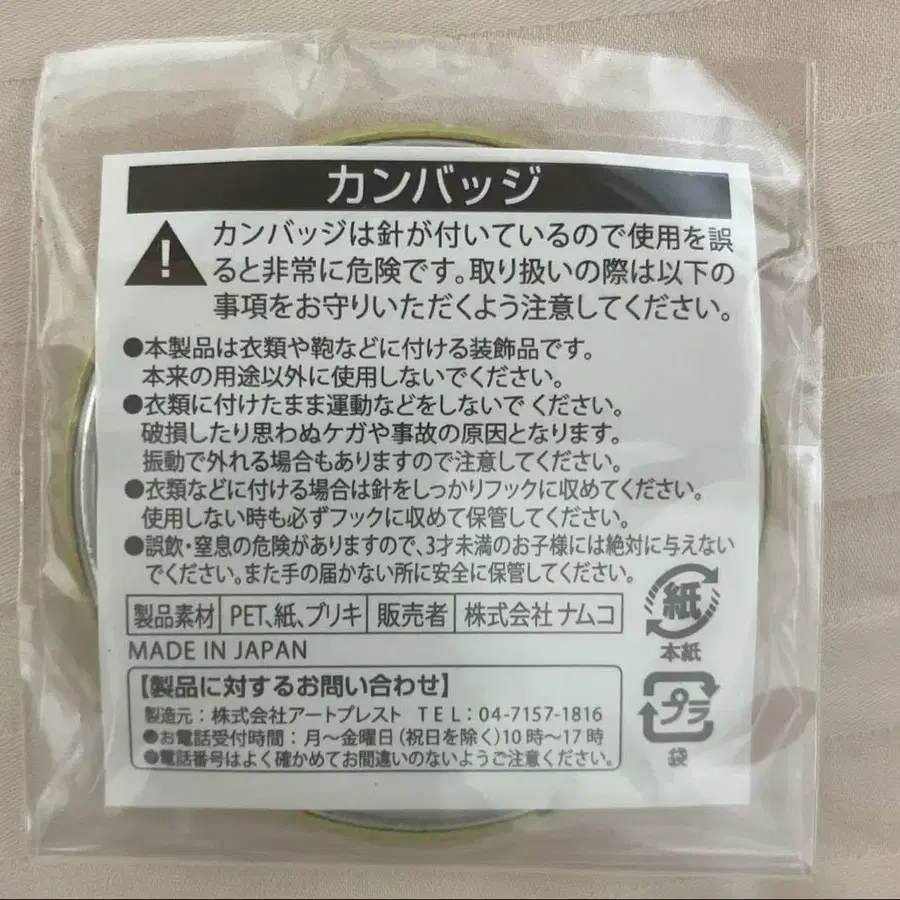 カンバッジ
カンバッジは針が付いているので使用を誤
ると非常に危険です。取り扱いの際は以下の
事項をお守りいただくよう注意してください。
●本製品は衣類や鞄などに付ける装飾品です。
本来の用途以外に使用しないでください。
●衣類に付けたまま運動などをしないでください。
破損したり思わぬケガや事故の原因となります。
振動で外れる場合もありますので注意してください。
●衣類などに付ける場合は針をしっかりフックに収めてください。
使用しない時も必ずフックに収めて保管してください。
●誤飲・窒息の危険がありますので、3才未満のお子様には絶対に与えない
でください。また手の届かない所に安全に保管してください。
製品素材 PET、紙、ブリキ 販売者 株式会社 ナムコ
MADE IN JAPAN
紙
本紙
【製品に対するお問い合わせ】
製造元：株式会社アートプレスト TEL：04-7157-1816
●お電話受付時間：月～金曜日(祝日を除く)10時～17時
●電話番号はよく確かめてお間違いのないようご注意ください。
プラ
袋